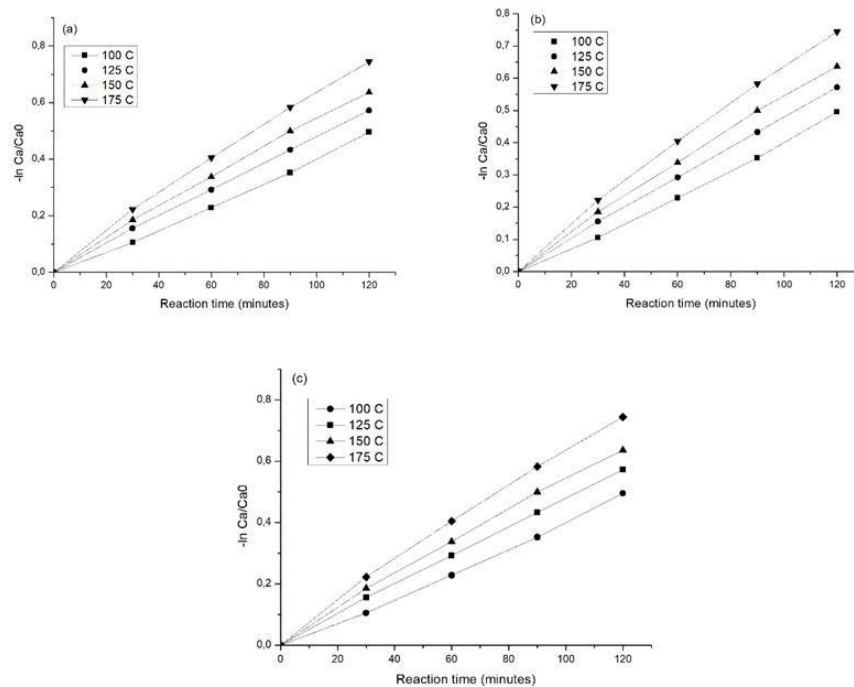 (a)
100 C
125 C
150 C
175 C
0,8
0,6
0,4
0,2
0,0
-ln Ca/Ca0
0 20 40 60 80 100 120
Reaction time (minutes)
(b)
100 C
125 C
150 C
175 C
0,8
0,7
0,6
0,5
0,4
0,3
0,2
0,1
0,0
-ln Ca/Ca0
0 20 40 60 80 100 120
Reaction time (minutes)
(c)
100 C
125 C
150 C
175 C
0,8
0,6
0,4
0,2
0,0
-ln Ca/Ca0
0 20 40 60 80 100 120
Reaction time (minutes)